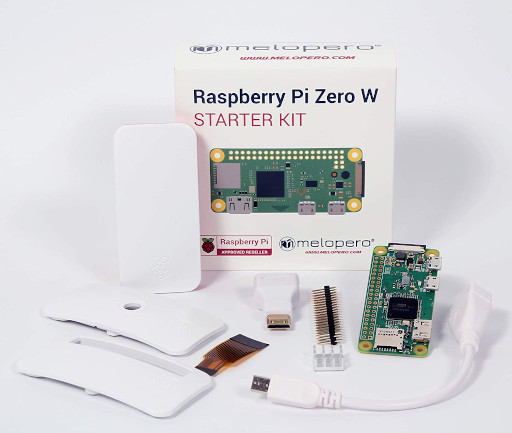 melopero®
WWW.MELOPERO.COM
Raspberry Pi Zero W
STARTER KIT
Raspberry Pi
APPROVED RESELLER
melopero®
WWW.MELOPERO.COM